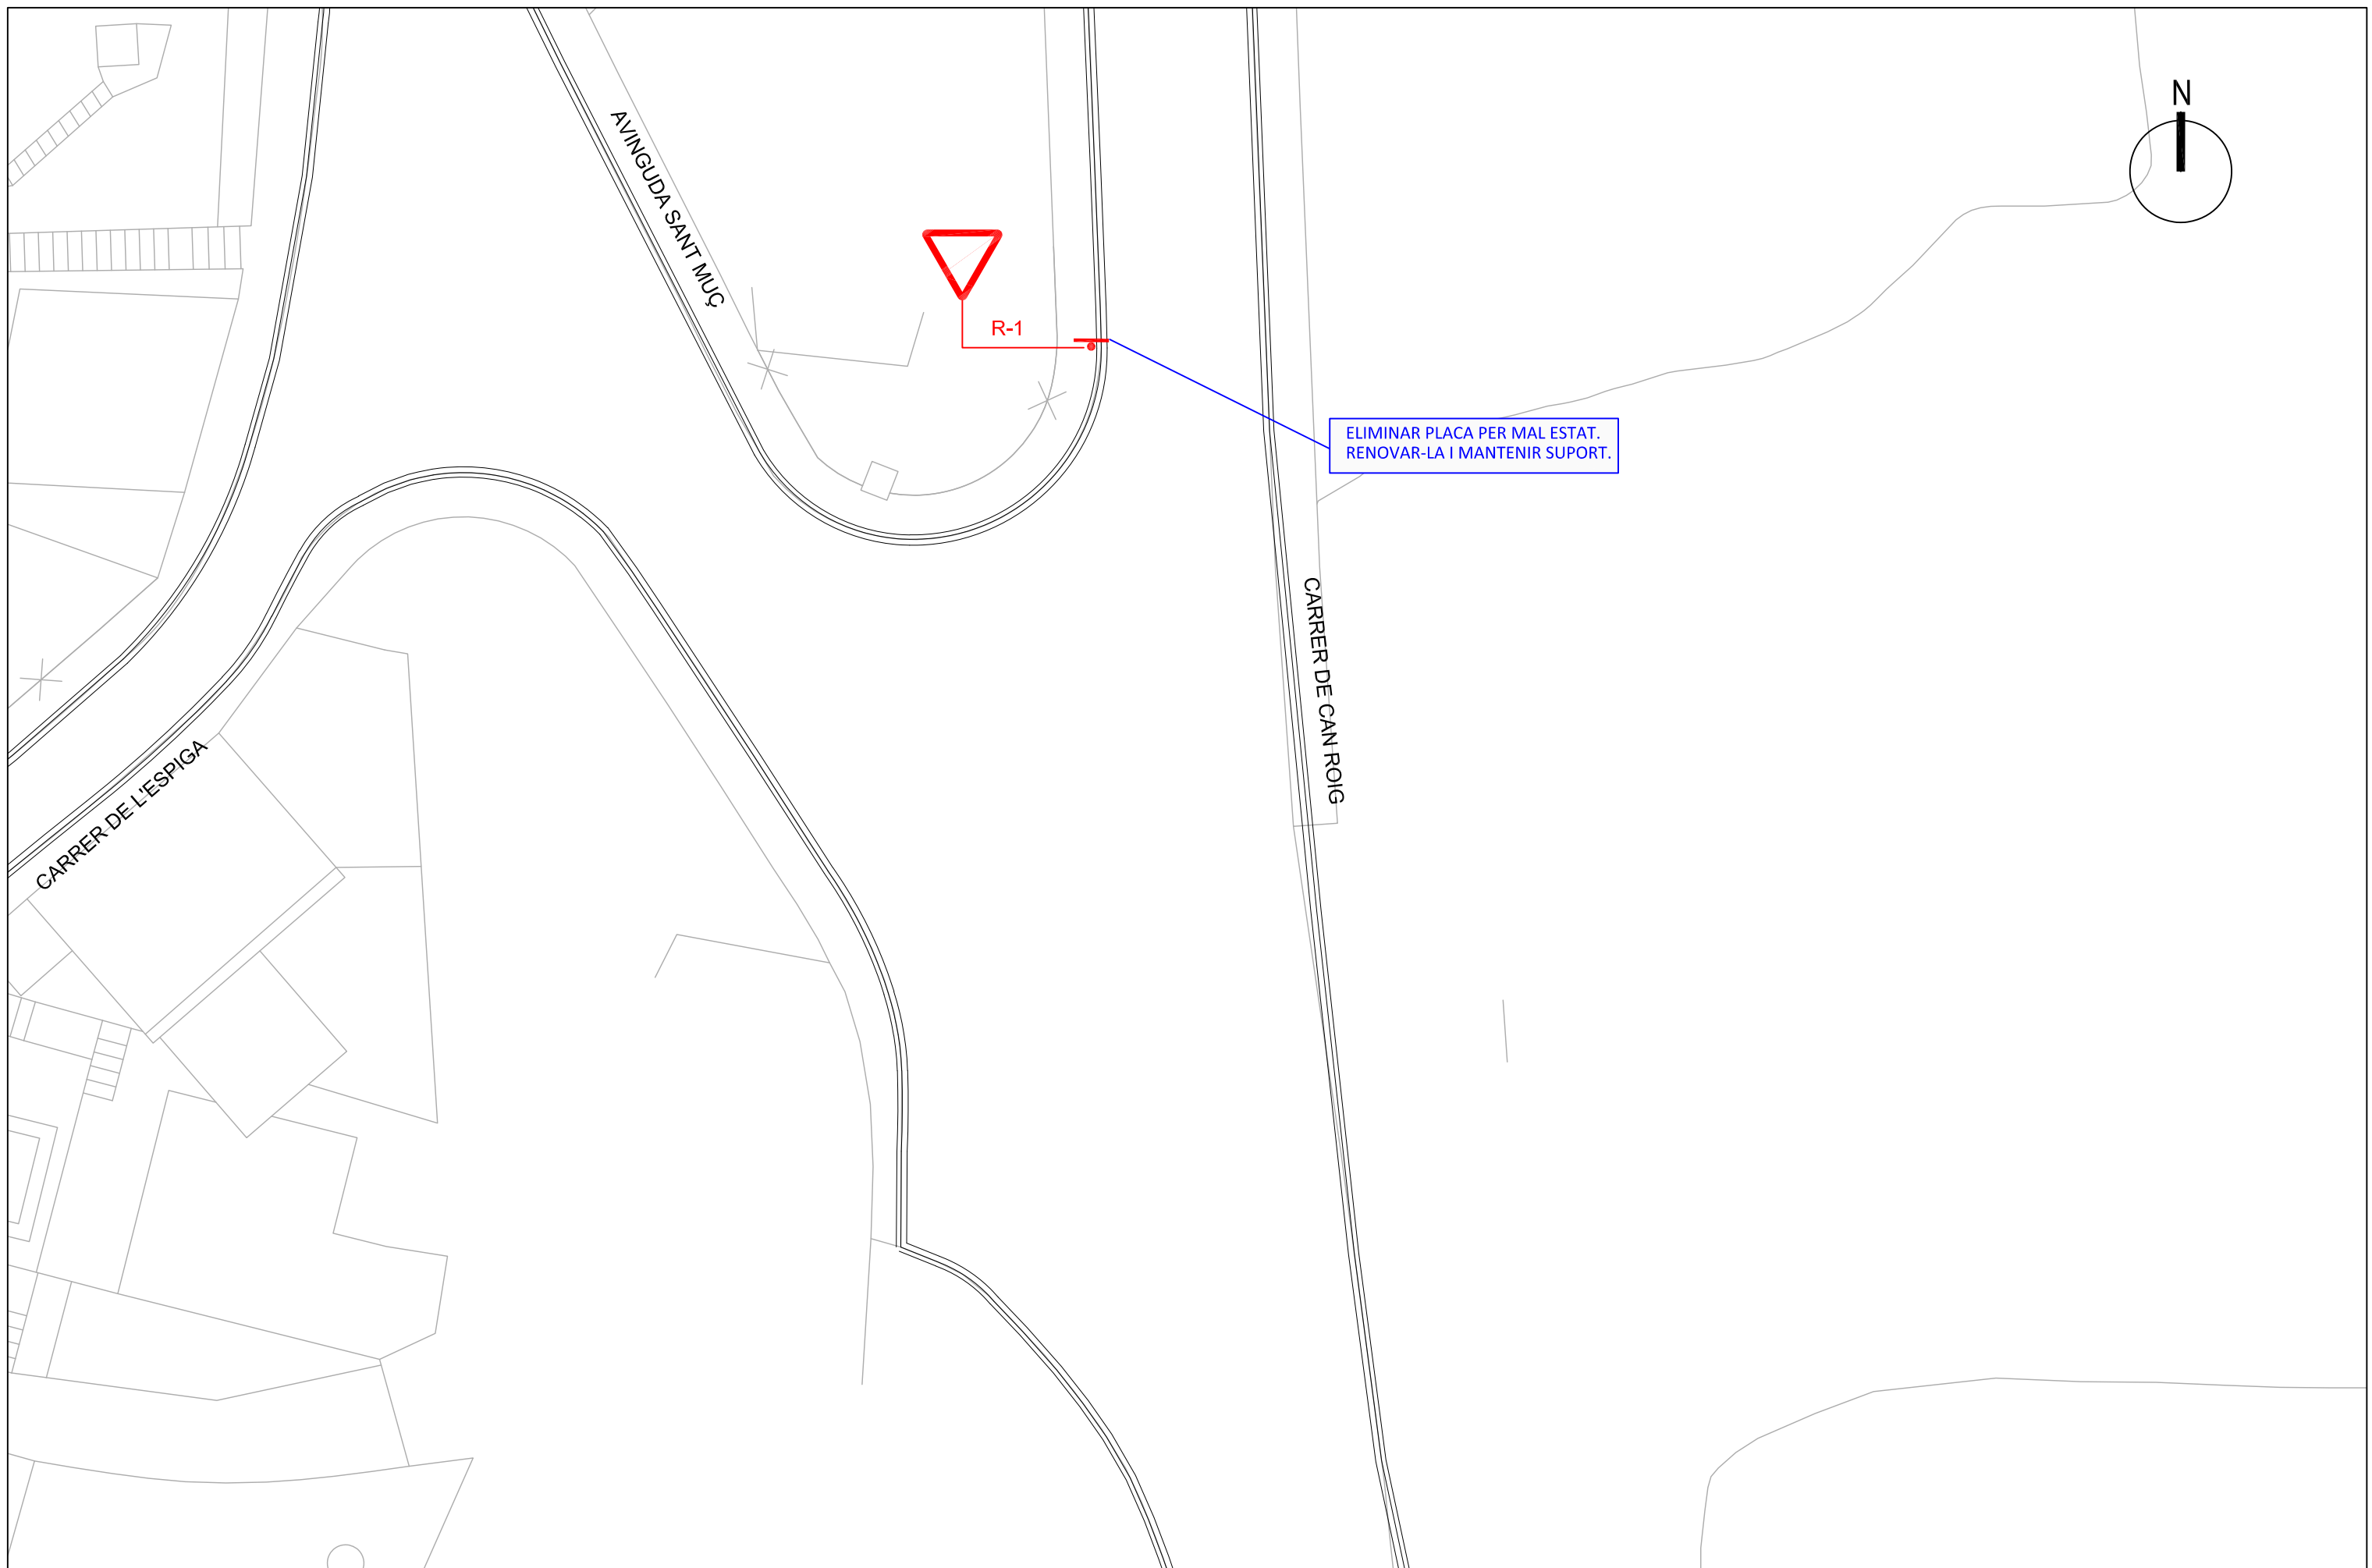 N
AVINGUDA SANT MUÇ
R-1
ELIMINAR PLACA PER MAL ESTAT.
RENOVAR-LA I MANTENIR SUPORT.
CARRER DE CAN ROIG
CARRER DE L'ESPIGA